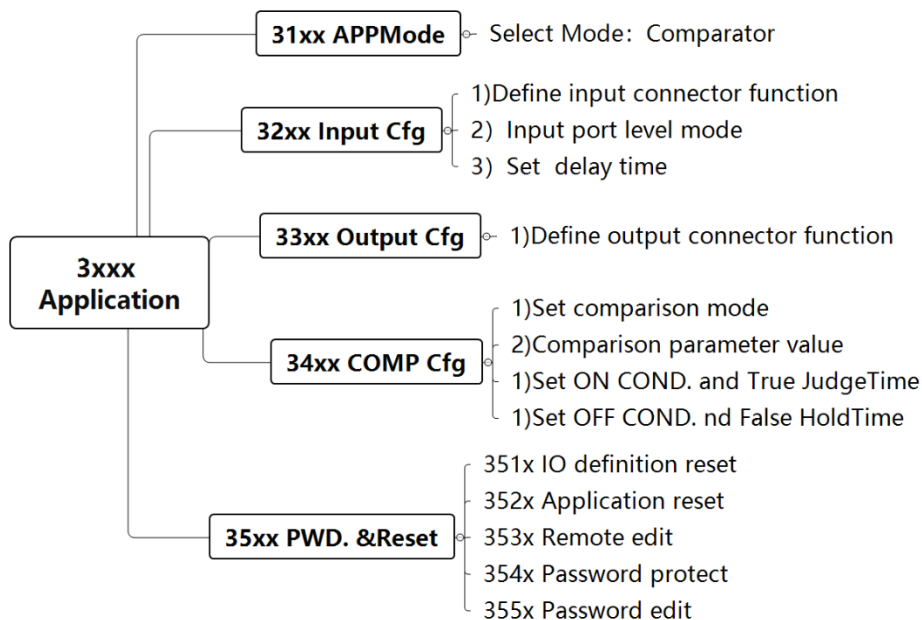 31xx APPMode
Select Mode： Comparator
32xx Input Cfg
1)Define input connector function
2) Input port level mode
3) Set delay time
33xx Output Cfg
1)Define output connector function
3xxx
Application
34xx COMP Cfg
1)Set comparison mode
2)Comparison parameter value
1)Set ON COND. and True JudgeTime
1)Set OFF COND. nd False HoldTime
35xx PWD. &Reset
351x IO definition reset
352x Application reset
353x Remote edit
354x Password protect
355x Password edit